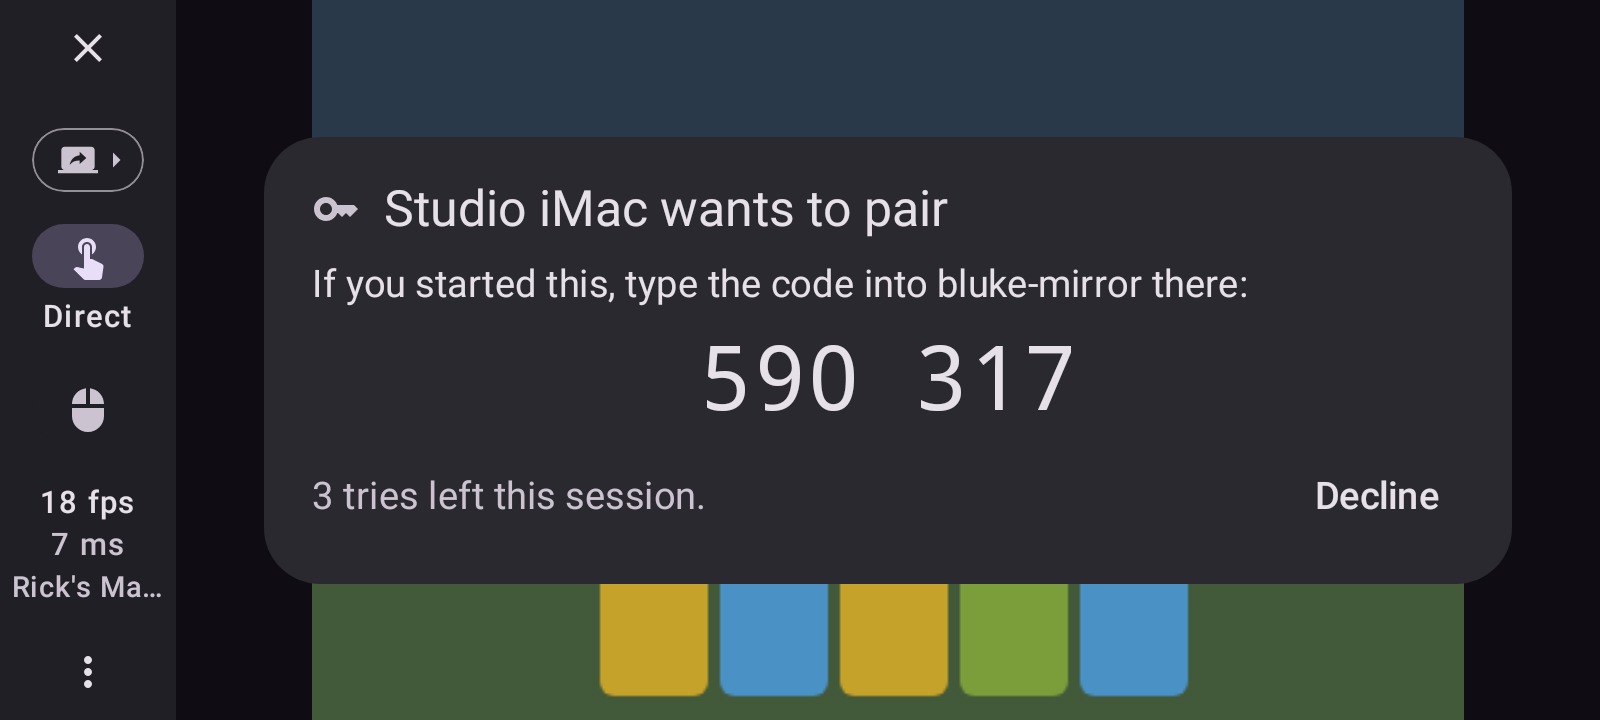 Studio iMac wants to pair
If you started this, type the code into bluke-mirror there:
590 317
3 tries left this session.
Decline
Direct
18 fps
7 ms
Rick's Ma…